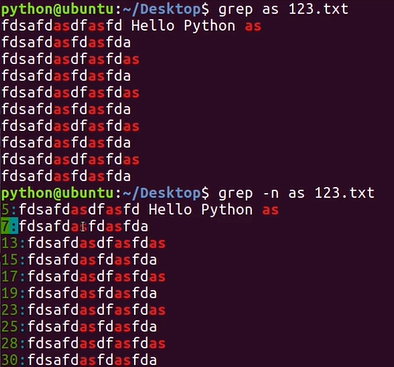 python@ubuntu:~/Desktop$ grep as 123.txt
fdsafdasdfasfd Hello Python as
fdsafdasfdasfda
fdsafdasdfasfdas
fdsafdasfdasfda
fdsafdasdfasfdas
fdsafdasfdasfda
fdsafdasdfasfdas
fdsafdasfdasfda
fdsafdasdfasfda
fdsafdasfdasfda
python@ubuntu:~/Desktop$ grep -n as 123.txt
5:fdsafdasdfasfd Hello Python as
7:fdsafdasfdasfda
13:fdsafdasdfasfdas
15:fdsafdasfdasfda
17:fdsafdasdfasfdas
19:fdsafdasfdasfda
23:fdsafdasdfasfdas
25:fdsafdasfdasfda
28:fdsafdasdfasfda
30:fdsafdasfdasfda